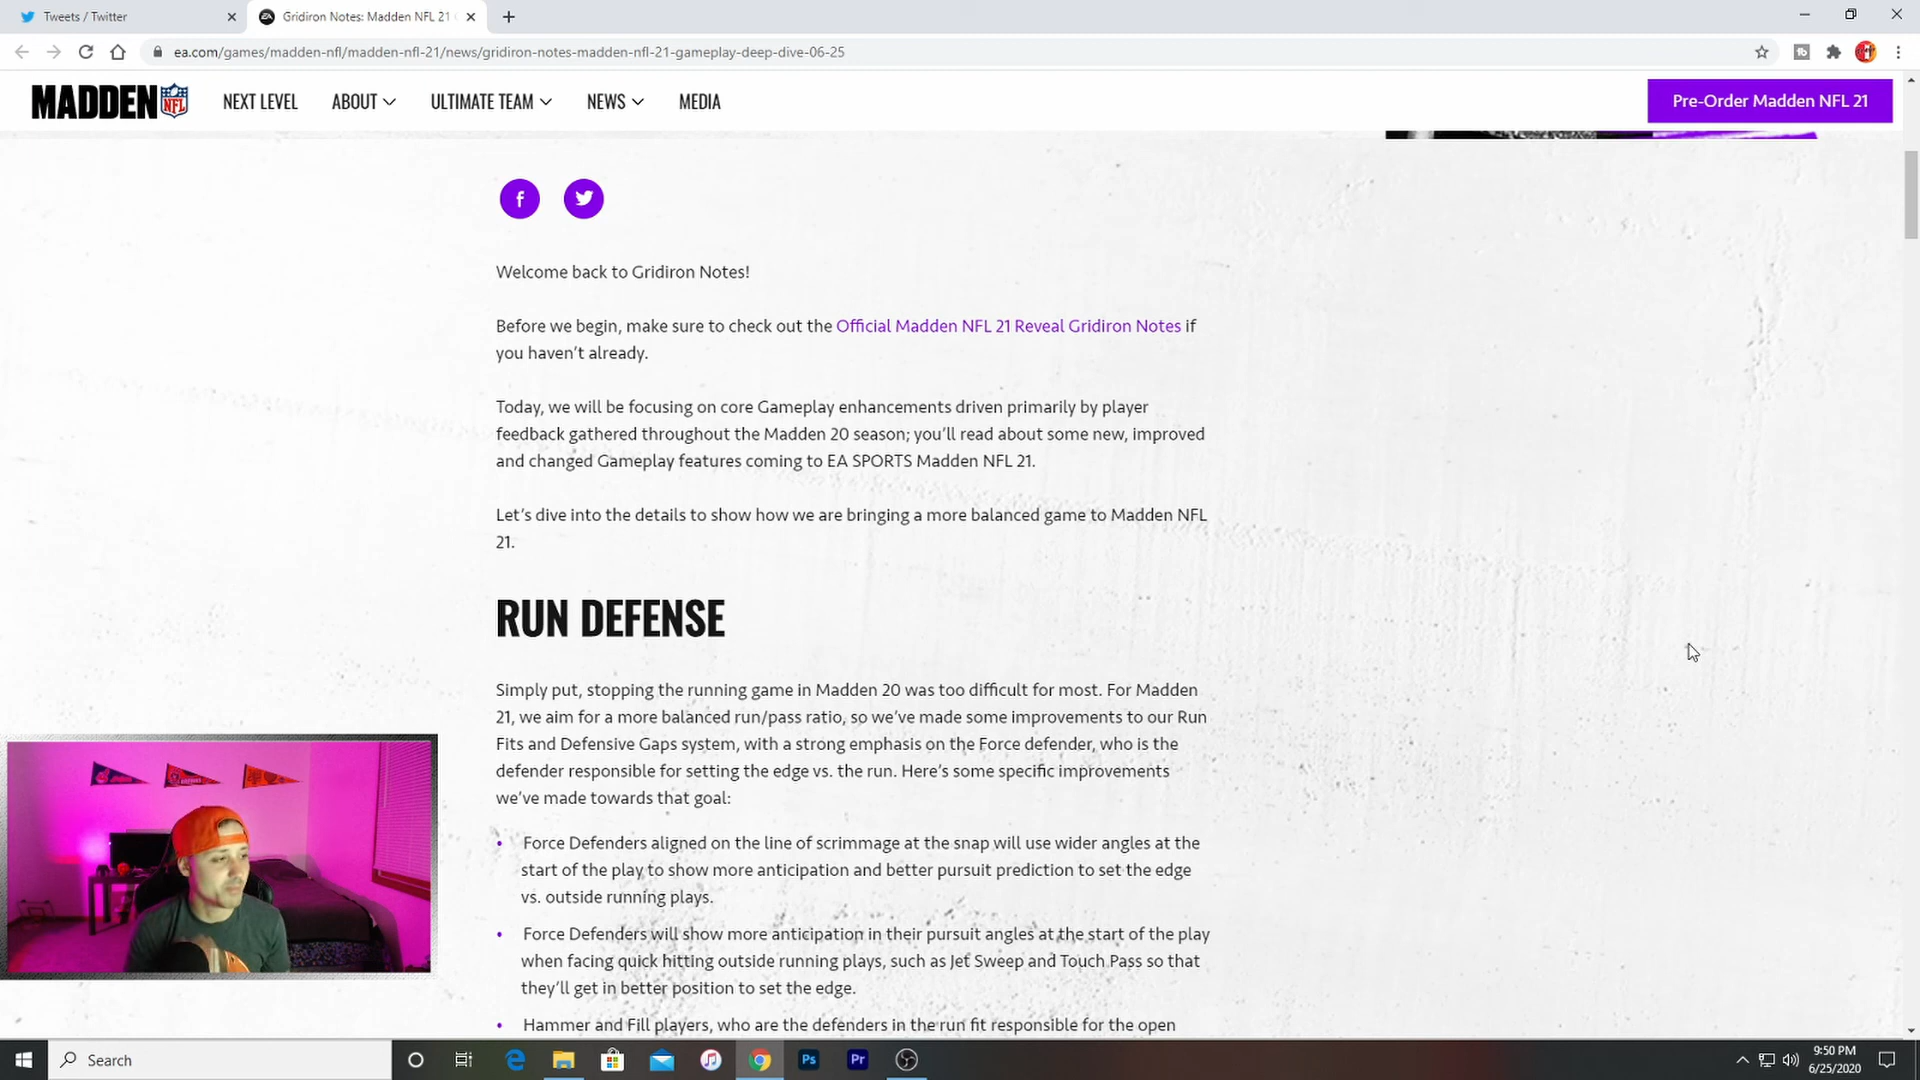 Tweets / Twitter
Gridiron Notes: Madden NFL 21
ea.com/games/madden-nfl/madden-nfl-21/news/gridiron-notes-madden-nfl-21-gameplay-deep-dive-06-25
MADDEN NFL
NEXT LEVEL ABOUT ULTIMATE TEAM NEWS MEDIA
Pre-Order Madden NFL 21
Welcome back to Gridiron Notes!
Before we begin, make sure to check out the Official Madden NFL 21 Reveal Gridiron Notes if
you haven’t already.
Today, we will be focusing on core Gameplay enhancements driven primarily by player
feedback gathered throughout the Madden 20 season; you’ll read about some new, improved
and changed Gameplay features coming to EA SPORTS Madden NFL 21.
Let’s dive into the details to show how we are bringing a more balanced game to Madden NFL
21.
RUN DEFENSE
Simply put, stopping the running game in Madden 20 was too difficult for most. For Madden
21, we aim for a more balanced run/pass ratio, so we’ve made some improvements to our Run
Fits and Defensive Gaps system, with a strong emphasis on the Force defender, who is the
defender responsible for setting the edge vs. the run. Here’s some specific improvements
we’ve made towards that goal:
• Force Defenders aligned on the line of scrimmage at the snap will use wider angles at the
start of the play to show more anticipation and better pursuit prediction to set the edge
vs. outside running plays.
• Force Defenders will show more anticipation in their pursuit angles at the start of the play
when facing quick hitting outside running plays, such as Jet Sweep and Touch Pass so that
they’ll get in better position to set the edge.
• Hammer and Fill players, who are the defenders in the run fit responsible for the open
Search
Ps
Pr
9:50 PM
6/25/2020